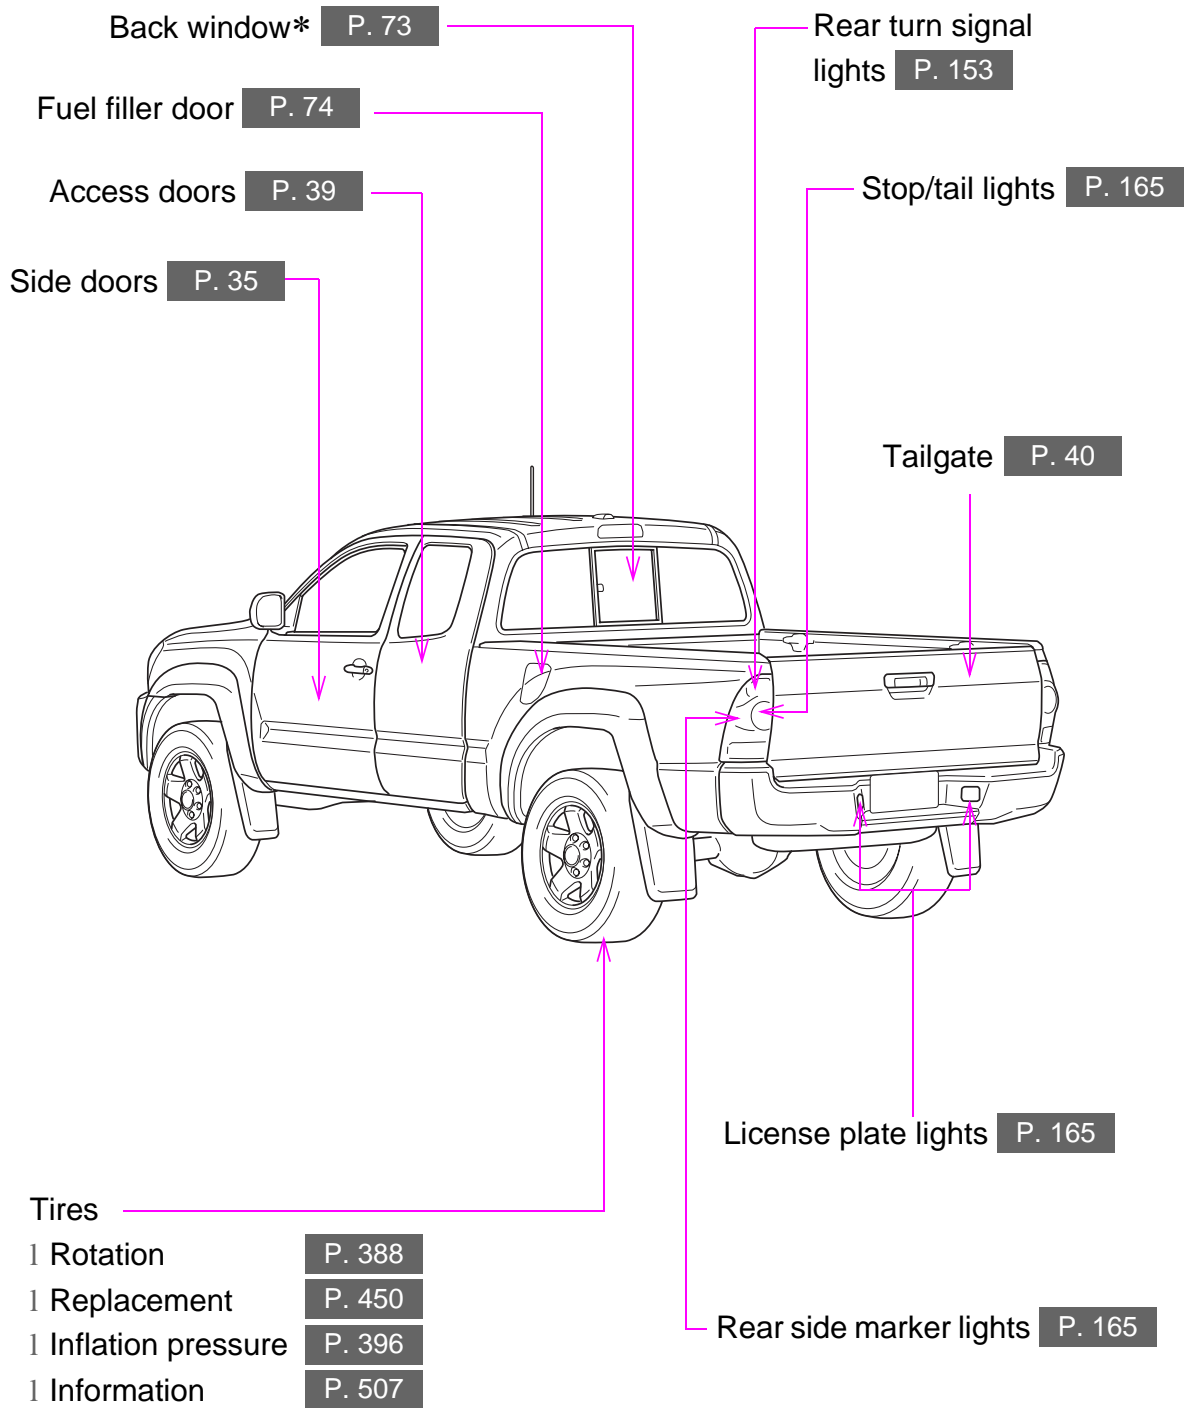 Back window* P. 73
Rear turn signal
lights P. 153
Fuel filler door P. 74
Access doors P. 39
Stop/tail lights P. 165
Side doors P. 35
Tailgate P. 40
License plate lights P. 165
Tires
l Rotation P. 388
l Replacement P. 450
l Inflation pressure P. 396
l Information P. 507
Rear side marker lights P. 165